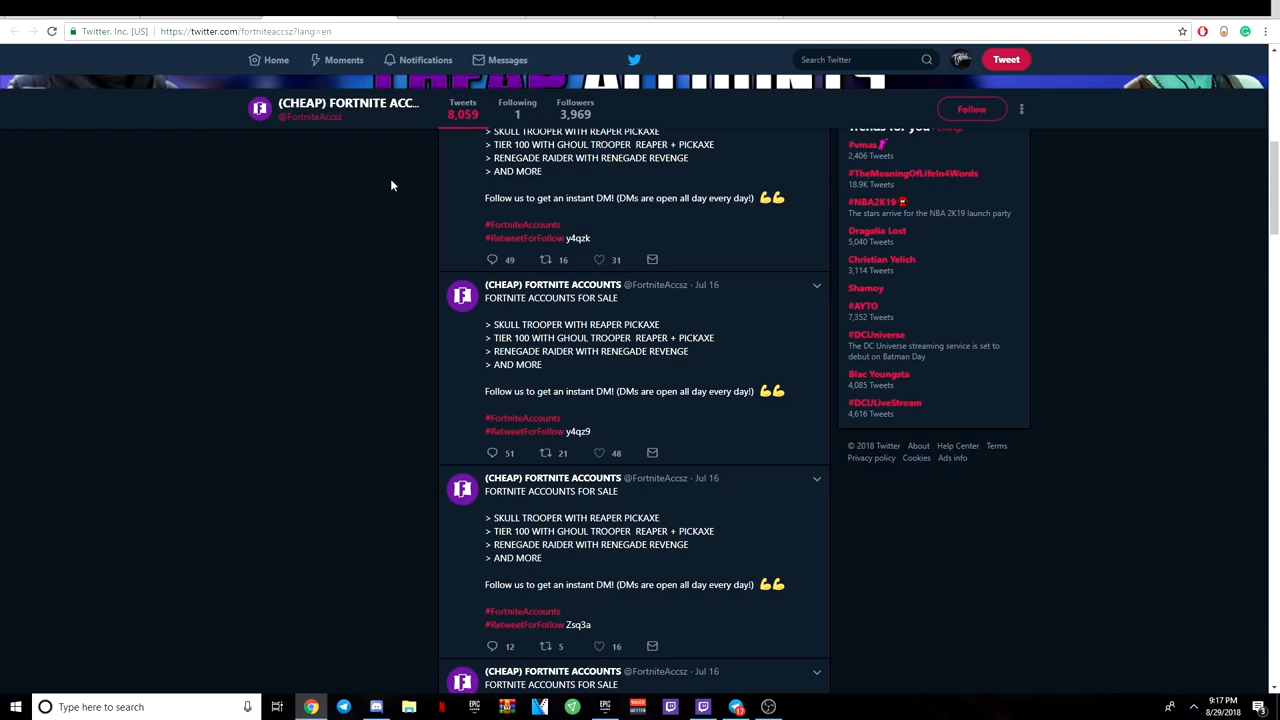 Twitter, Inc. [US] https://twitter.com/fortniteaccsz?lang=en
Home Moments Notifications Messages Search Twitter Tweet
(CHEAP) FORTNITE ACC...
@FortniteAccsz
Tweets 8,059
Following 1
Followers 3,969
Follow
> SKULL TROOPER WITH REAPER PICKAXE
> TIER 100 WITH GHOUL TROOPER REAPER + PICKAXE
> RENEGADE RAIDER WITH RENEGADE REVENGE
> AND MORE
Follow us to get an instant DM! (DMs are open all day every day!) 💪💪
#FortniteAccounts
#RetweetForFollow y4qzk
49 16 31
(CHEAP) FORTNITE ACCOUNTS @FortniteAccsz · Jul 16
FORTNITE ACCOUNTS FOR SALE
> SKULL TROOPER WITH REAPER PICKAXE
> TIER 100 WITH GHOUL TROOPER REAPER + PICKAXE
> RENEGADE RAIDER WITH RENEGADE REVENGE
> AND MORE
Follow us to get an instant DM! (DMs are open all day every day!) 💪💪
#FortniteAccounts
#RetweetForFollow y4qz9
51 21 48
(CHEAP) FORTNITE ACCOUNTS @FortniteAccsz · Jul 16
FORTNITE ACCOUNTS FOR SALE
> SKULL TROOPER WITH REAPER PICKAXE
> TIER 100 WITH GHOUL TROOPER REAPER + PICKAXE
> RENEGADE RAIDER WITH RENEGADE REVENGE
> AND MORE
Follow us to get an instant DM! (DMs are open all day every day!) 💪💪
#FortniteAccounts
#RetweetForFollow Zsq3a
12 5 16
(CHEAP) FORTNITE ACCOUNTS @FortniteAccsz · Jul 16
FORTNITE ACCOUNTS FOR SALE
Trends for you · Change
#vmas
2,406 Tweets
#TheMeaningOfLifeIn4Words
18.9K Tweets
#NBA2K19
The stars arrive for the NBA 2K19 launch party
Dragalia Lost
5,040 Tweets
Christian Yelich
3,114 Tweets
Shamoy
#AYTO
7,352 Tweets
#DCUniverse
The DC Universe streaming service is set to
debut on Batman Day
Blac Youngsta
4,085 Tweets
#DCULiveStream
4,616 Tweets
© 2018 Twitter About Help Center Terms
Privacy policy Cookies Ads info
Type here to search
9:17 PM
8/29/2018